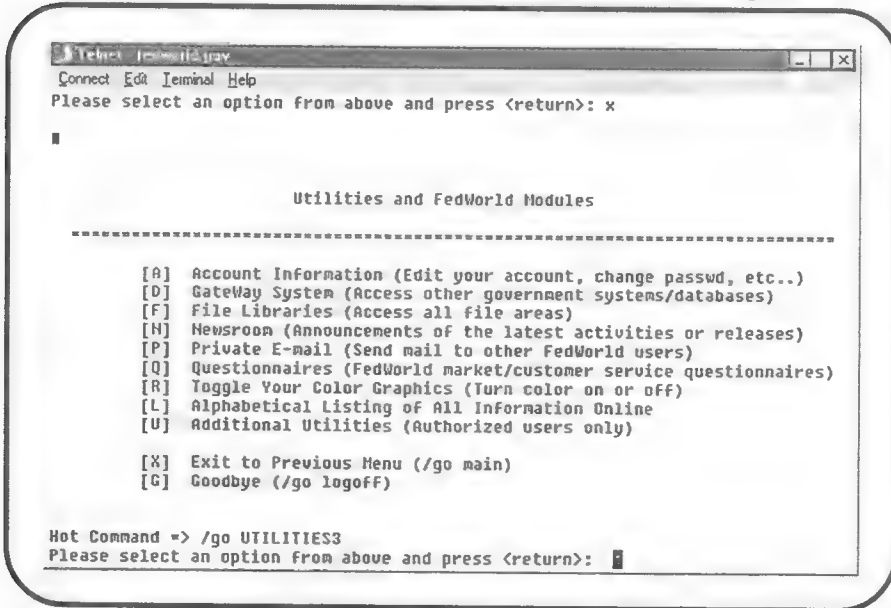 Telnet
Connect Edit Terminal Help
Please select an option from above and press <return>: x
Utilities and FedWorld Modules
[A] Account Information (Edit your account, change passwd, etc..)
[D] GateWay System (Access other government systems/databases)
[F] File Libraries (Access all file areas)
[N] Newsroom (Announcements of the latest activities or releases)
[P] Private E-mail (Send mail to other FedWorld users)
[Q] Questionnaires (FedWorld market/customer service questionnaires)
[R] Toggle Your Color Graphics (Turn color on or off)
[L] Alphabetical Listing of All Information Online
[U] Additional Utilities (Authorized users only)
[X] Exit to Previous Menu (/go main)
[G] Goodbye (/go logoff)
Hot Command => /go UTILITIES3
Please select an option from above and press <return>: